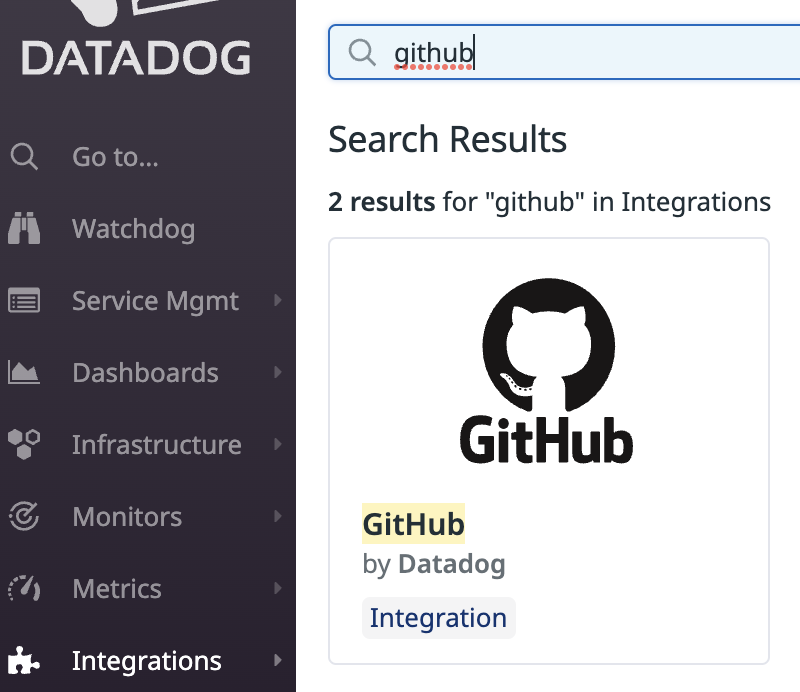 DATADOG
Go to...
Watchdog
Service Mgmt
Dashboards
Infrastructure
Monitors
Metrics
Integrations
github
Search Results
2 results for "github" in Integrations
GitHub
GitHub
by Datadog
Integration